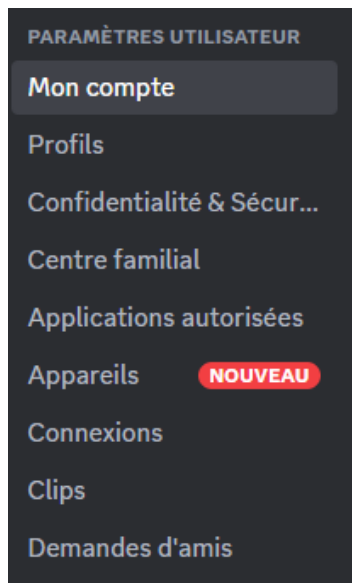 PARAMÈTRES UTILISATEUR
Mon compte
Profils
Confidentialité & Sécur...
Centre familial
Applications autorisées
Appareils NOUVEAU
Connexions
Clips
Demandes d'amis